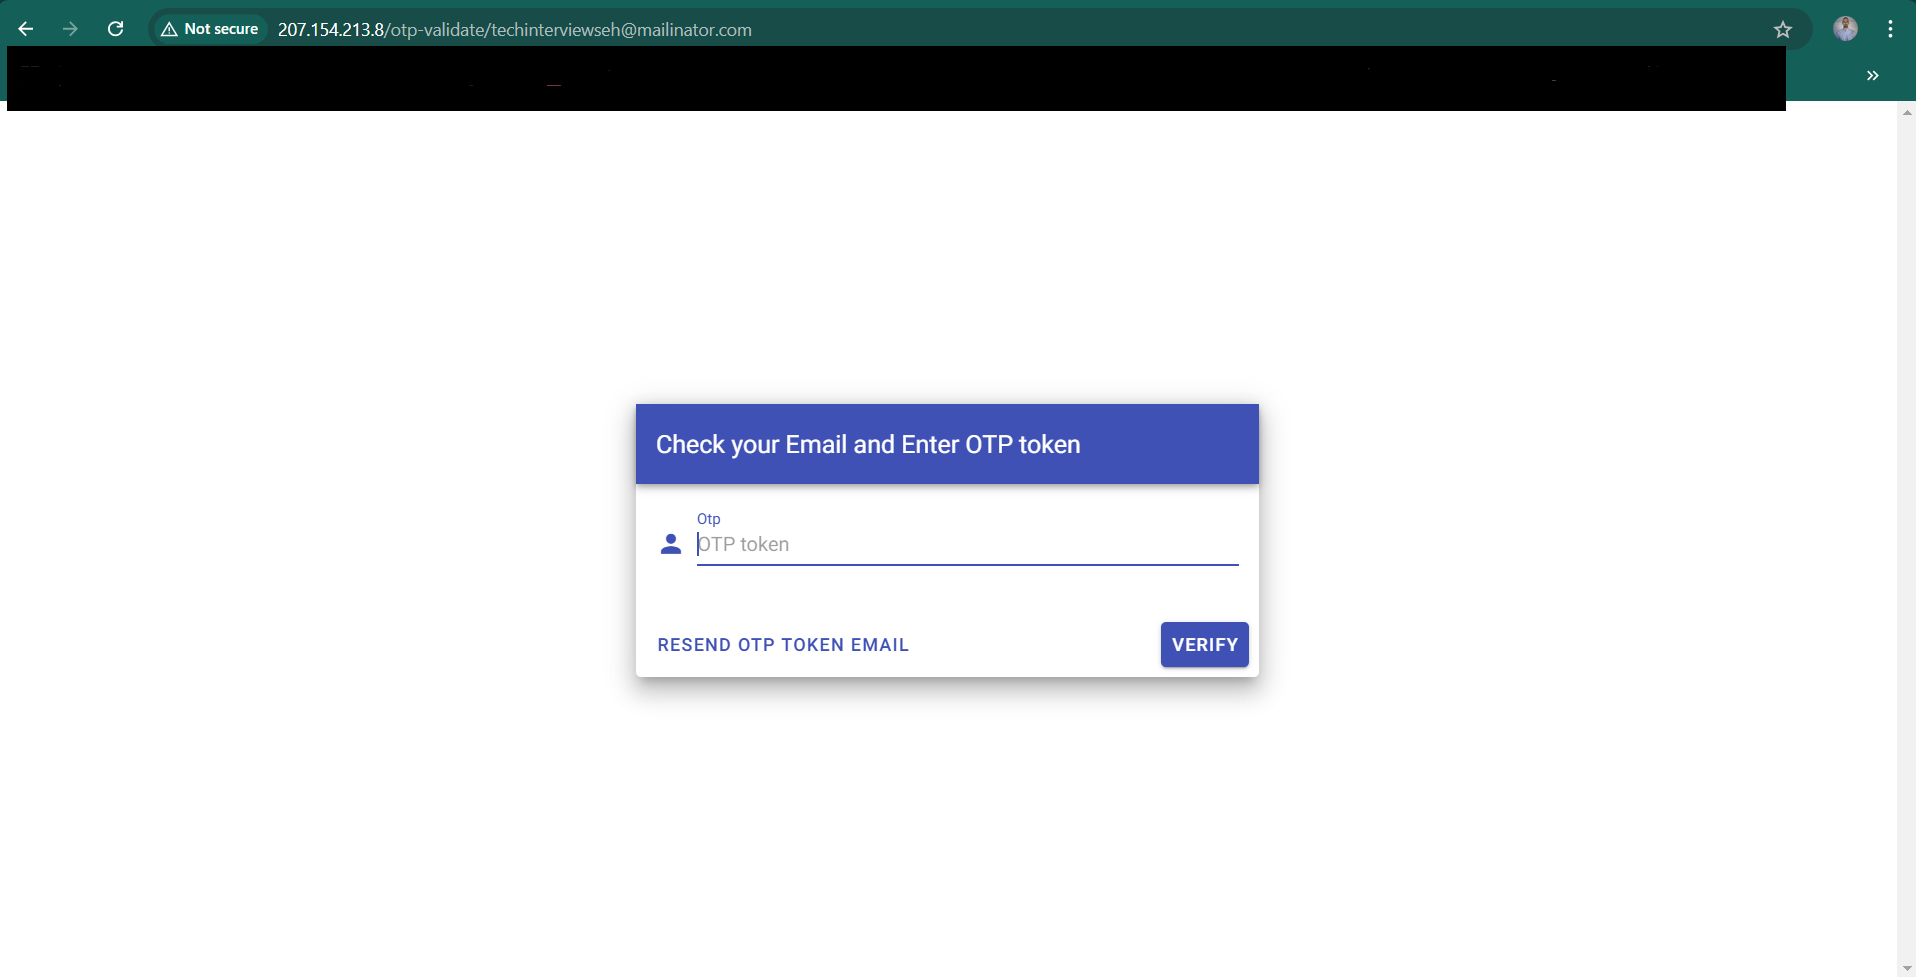 Not secure 207.154.213.8/otp-validate/techinterviewseh@mailinator.com
Check your Email and Enter OTP token
Otp
OTP token
RESEND OTP TOKEN EMAIL VERIFY